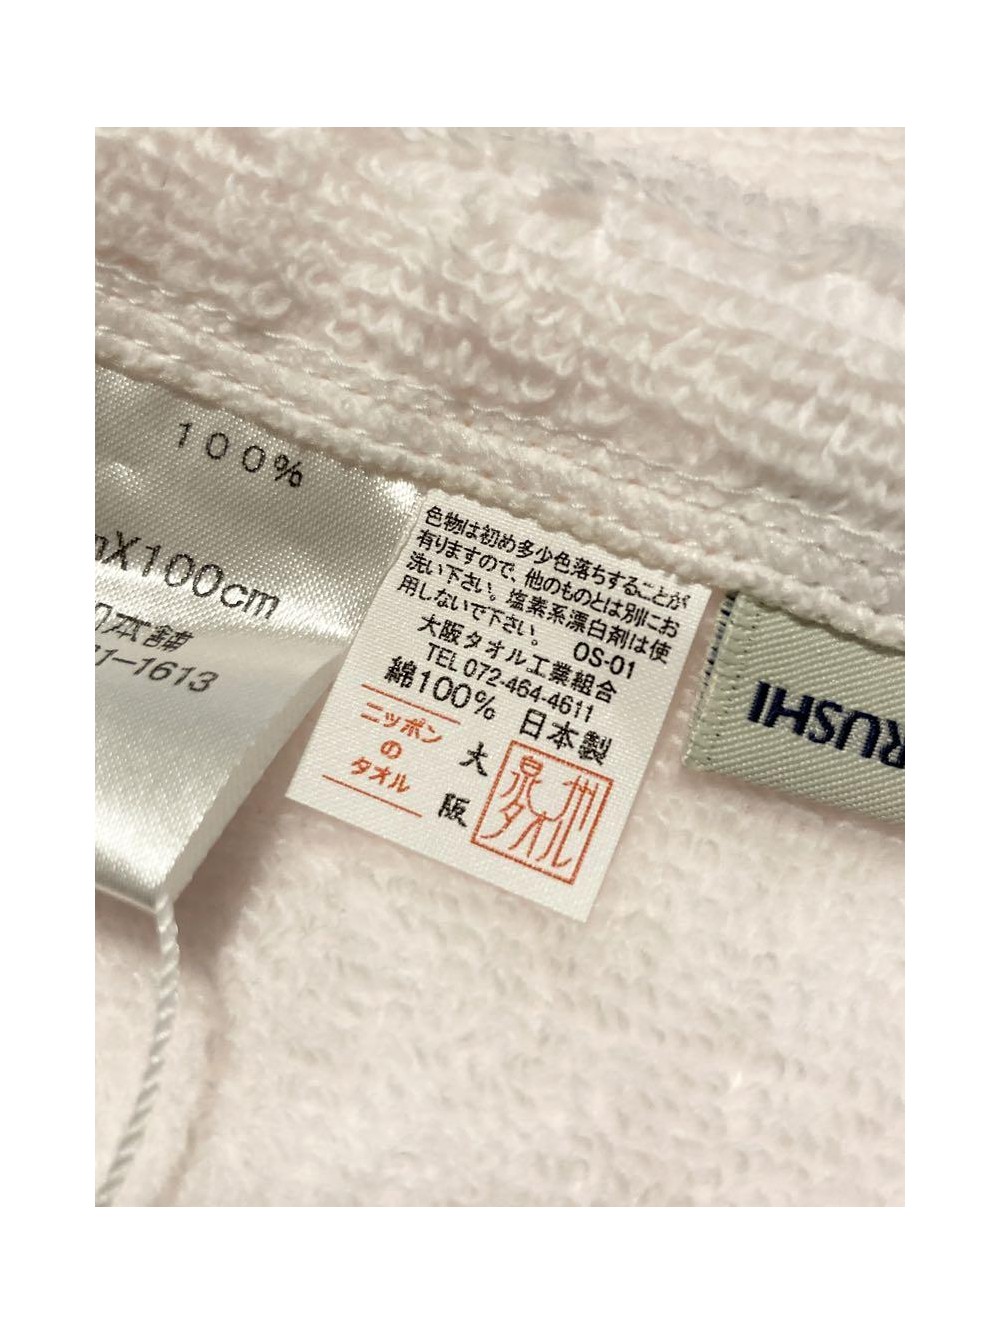 100%
X100cm
本舗
1-1613
色物は初め多少色落ちすることが
有りますので、他のものとは別にお
洗い下さい。塩素系漂白剤は使
用しないで下さい。 OS-01
大阪タオル工業組合
TEL 072-464-4611
綿100% 日本製
ニッポン
の
タオル
大
阪
泉州
タオル
RUSHI